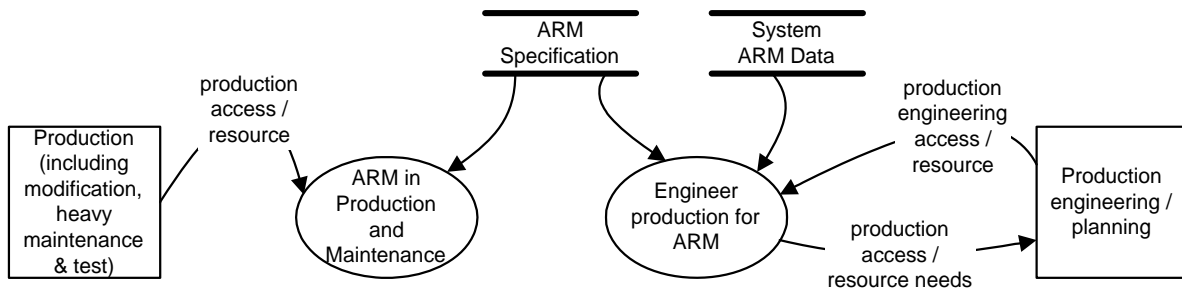 ARM
Specification
System
ARM Data
production
access /
resource
production
engineering
access /
resource
Production
(including
modification,
heavy
maintenance
& test)
ARM in
Production
and
Maintenance
Engineer
production for
ARM
Production
engineering /
planning
production
access /
resource needs